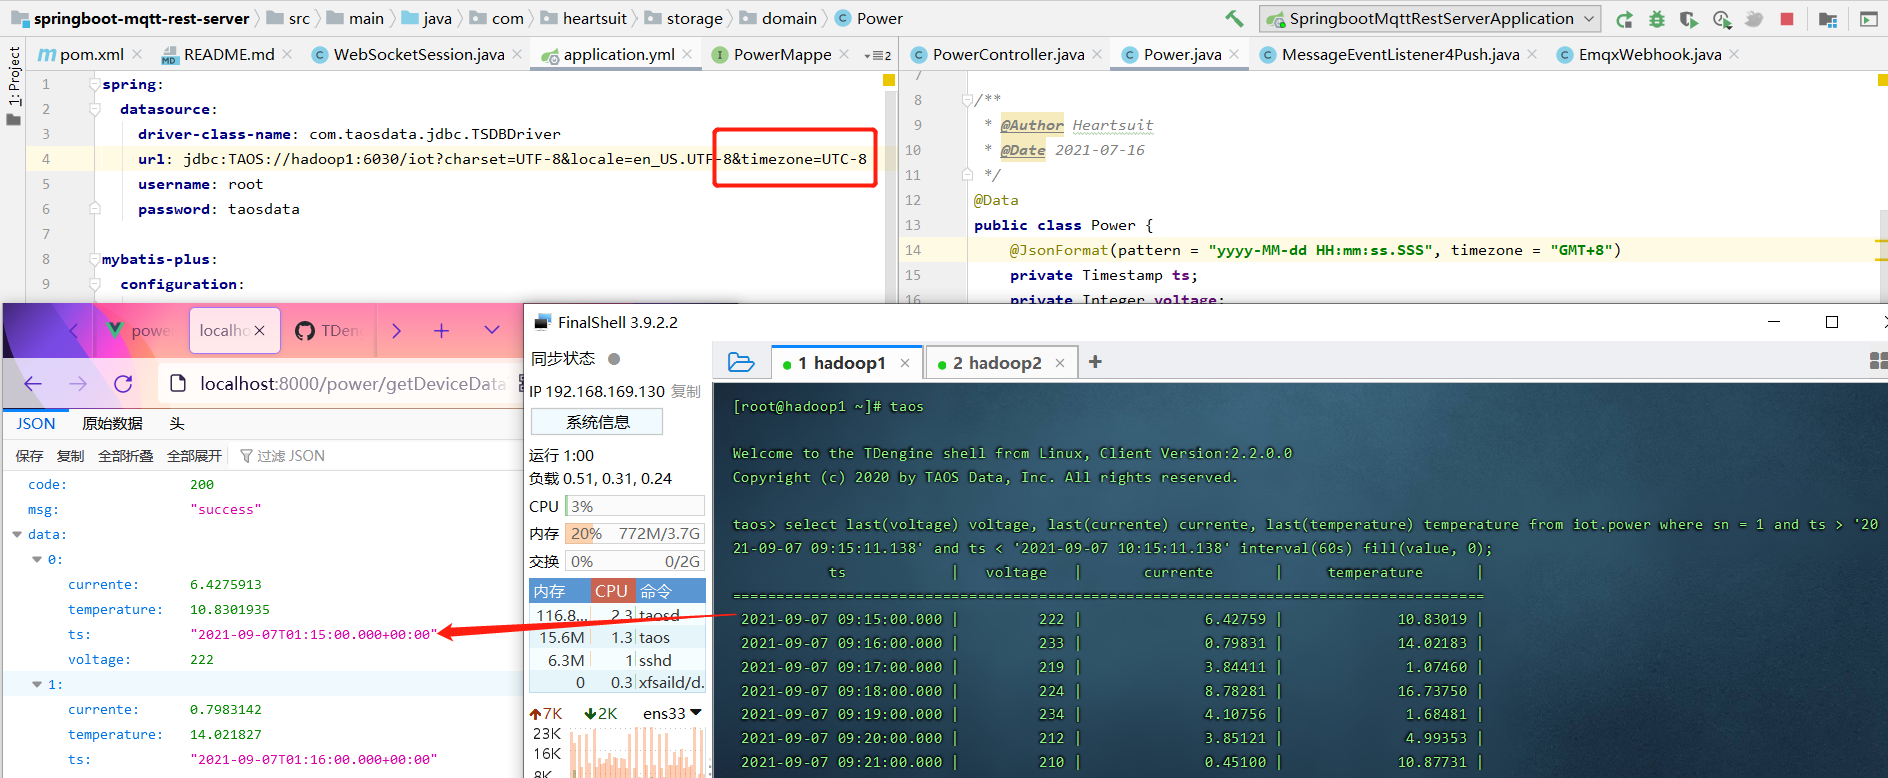 springboot-mqtt-rest-server src main java com heartsuit storage domain Power
SpringbootMqttRestServerApplication
1: Project
pom.xml README.md WebSocketSession.java application.yml PowerMappe 2
1 spring:
2 datasource:
3 driver-class-name: com.taosdata.jdbc.TSDBDriver
4 url: jdbc:TAOS://hadoop1:6030/iot?charset=UTF-8&locale=en_US.UTF-8&timezone=UTC-8
5 username: root
6 password: taosdata
7
8 mybatis-plus:
9 configuration:
PowerController.java Power.java MessageEventListener4Push.java EmqxWebhook.java
7
8 /**
9 * @Author Heartsuit
10 * @Date 2021-07-16
11 */
12 @Data
13 public class Power {
14 @JsonFormat(pattern = "yyyy-MM-dd HH:mm:ss.SSS", timezone = "GMT+8")
15 private Timestamp ts;
16 private Integer voltage;
powe localho TDen
localhost:8000/power/getDeviceData
JSON 原始数据 头
保存 复制 全部折叠 全部展开 过滤 JSON
code: 200
msg: "success"
data:
0:
currente: 6.4275913
temperature: 10.8301935
ts: "2021-09-07T01:15:00.000+00:00"
voltage: 222
1:
currente: 0.7983142
temperature: 14.021827
ts: "2021-09-07T01:16:00.000+00:00"
FinalShell 3.9.2.2
同步状态
IP 192.168.169.130 复制
系统信息
运行 1:00
负载 0.51, 0.31, 0.24
CPU 3%
内存 20% 772M/3.7G
交换 0% 0/2G
内存 CPU 命令
116.8... 2.3 taosd
15.6M 1.3 taos
6.3M 1 sshd
0 0.3 xfsaild/d.
7K 2K ens33
23K
16K
8K
1 hadoop1 2 hadoop2
[root@hadoop1 ~]# taos
Welcome to the TDengine shell from Linux, Client Version:2.2.0.0
Copyright (c) 2020 by TAOS Data, Inc. All rights reserved.
taos> select last(voltage) voltage, last(currente) currente, last(temperature) temperature from iot.power where sn = 1 and ts > '20
21-09-07 09:15:11.138' and ts < '2021-09-07 10:15:11.138' interval(60s) fill(value, 0);
ts | voltage | currente | temperature |
======================================================================================
2021-09-07 09:15:00.000 | 222 | 6.42759 | 10.83019 |
2021-09-07 09:16:00.000 | 233 | 0.79831 | 14.02183 |
2021-09-07 09:17:00.000 | 219 | 3.84411 | 1.07460 |
2021-09-07 09:18:00.000 | 224 | 8.78281 | 16.73750 |
2021-09-07 09:19:00.000 | 234 | 4.10756 | 1.68481 |
2021-09-07 09:20:00.000 | 212 | 3.85121 | 4.99353 |
2021-09-07 09:21:00.000 | 210 | 0.45100 | 10.87731 |